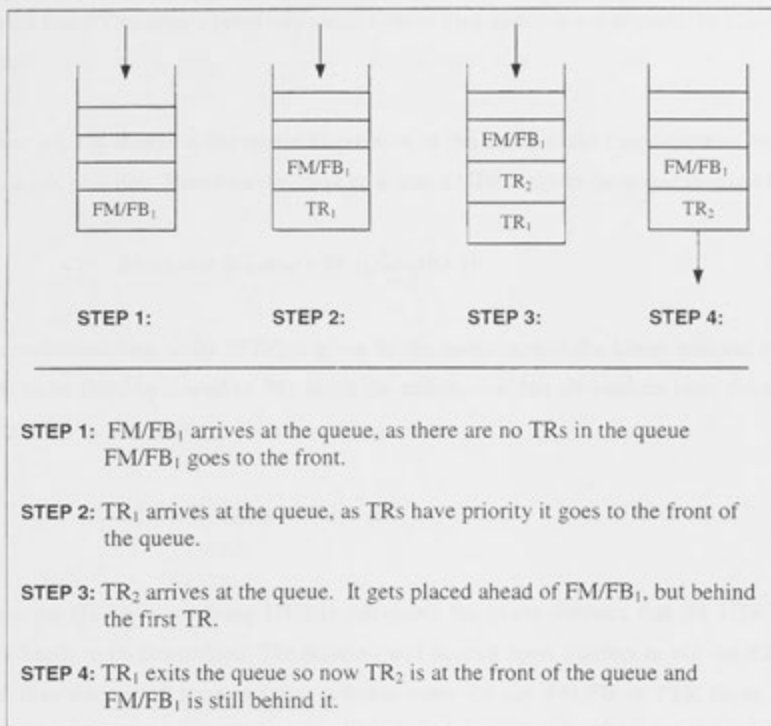 FM/FB₁
FM/FB₁
TR₁
FM/FB₁
TR₂
TR₁
FM/FB₁
TR₂
STEP 1: STEP 2: STEP 3: STEP 4:
STEP 1: FM/FB₁ arrives at the queue, as there are no TRs in the queue
FM/FB₁ goes to the front.
STEP 2: TR₁ arrives at the queue, as TRs have priority it goes to the front of
the queue.
STEP 3: TR₂ arrives at the queue. It gets placed ahead of FM/FB₁, but behind
the first TR.
STEP 4: TR₁ exits the queue so now TR₂ is at the front of the queue and
FM/FB₁ is still behind it.